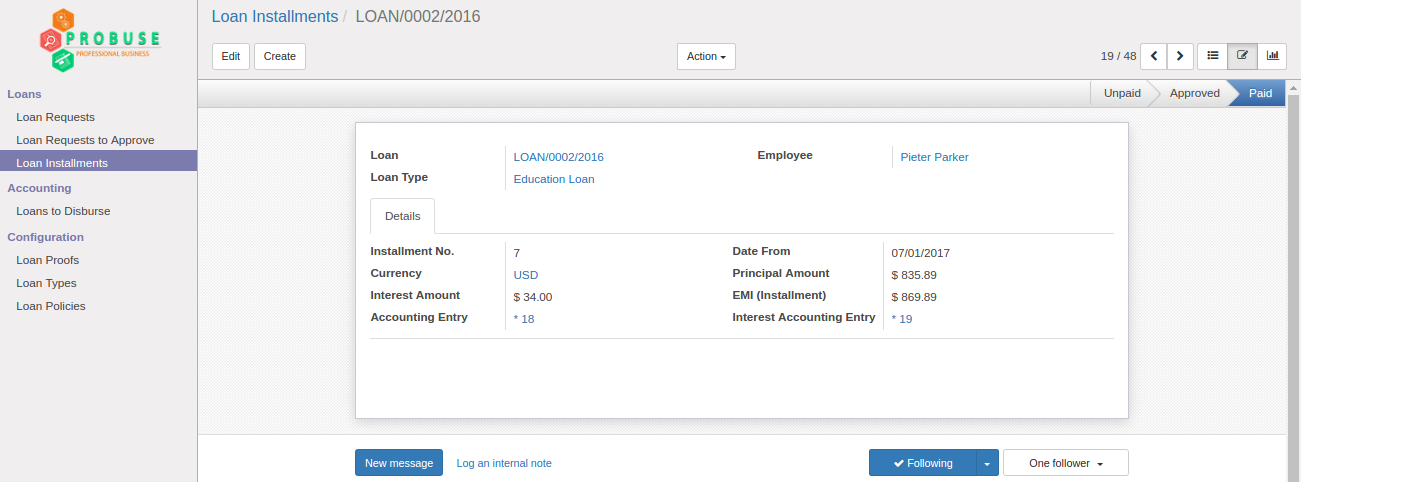 PROBUSE
PROFESSIONAL BUSINESS
Loans
Loan Requests
Loan Requests to Approve
Loan Installments
Accounting
Loans to Disburse
Configuration
Loan Proofs
Loan Types
Loan Policies
Loan Installments / LOAN/0002/2016
Edit Create Action 19 / 48
Unpaid Approved Paid
Loan LOAN/0002/2016 Employee Pieter Parker
Loan Type Education Loan
Details
Installment No. 7 Date From 07/01/2017
Currency USD Principal Amount $ 835.89
Interest Amount $ 34.00 EMI (Installment) $ 869.89
Accounting Entry * 18 Interest Accounting Entry * 19
New message Log an internal note Following One follower